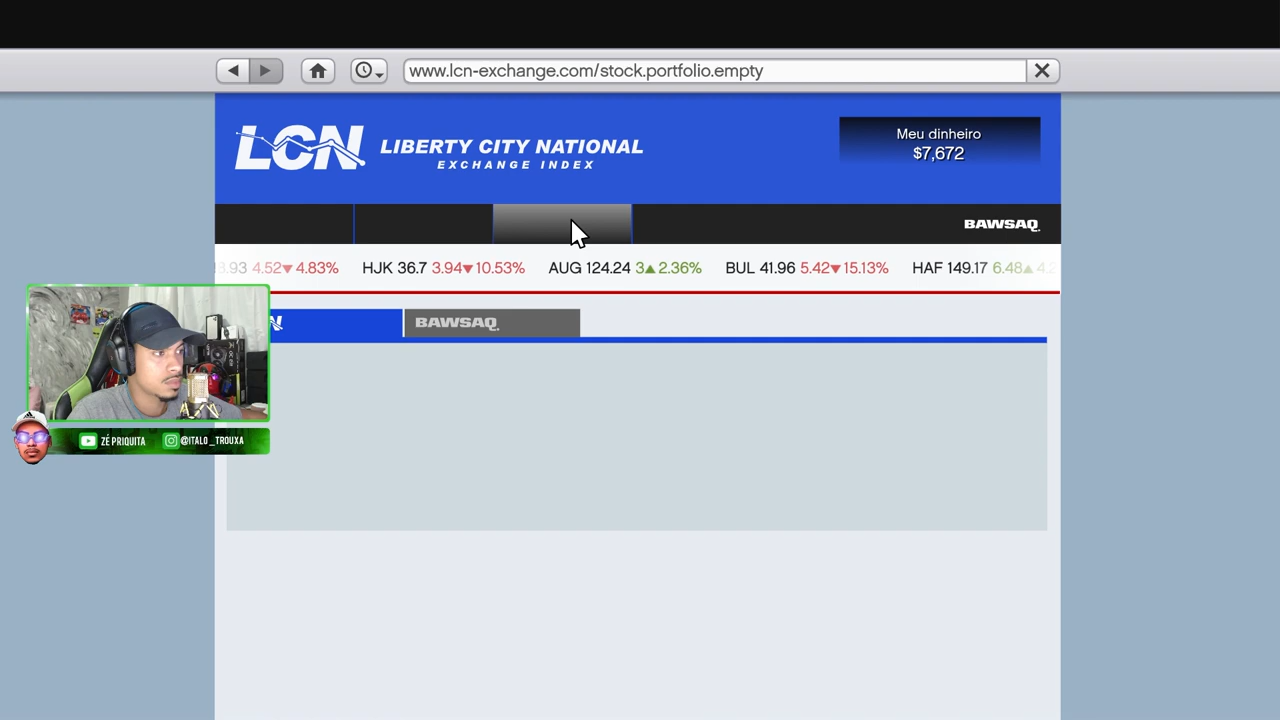 www.lcn-exchange.com/stock.portfolio.empty
LCN LIBERTY CITY NATIONAL
EXCHANGE INDEX
Meu dinheiro
$7,672
BAWSAQ
4.52▼4.83% HJK 36.7 3.94▼10.53% AUG 124.24 3▲2.36% BUL 41.96 5.42▼15.13% HAF 149.17 6.48▲
BAWSAQ
ZÉ PRIQUITA @ITALO_TROUXA